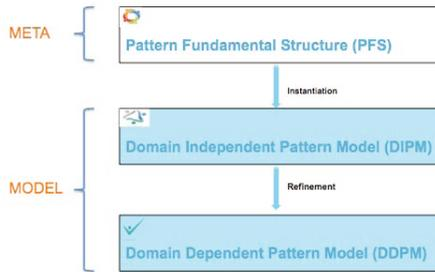 META
Pattern Fundamental Structure (PFS)
Instantiation
Domain Independent Pattern Model (DIPM)
MODEL
Refinement
Domain Dependent Pattern Model (DDPM)